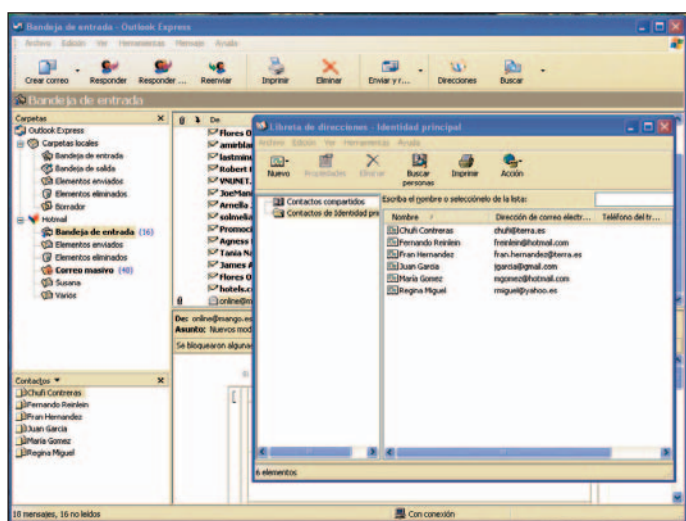 Bandeja de entrada - Outlook Express
Archivo Edición Ver Herramientas Mensaje Ayuda
Crear correo Responder Responder ... Reenviar Imprimir Eliminar Enviar y r... Direcciones Buscar
Bandeja de entrada
Carpetas
Outlook Express
Carpetas locales
Bandeja de entrada
Bandeja de salida
Elementos enviados
Elementos eliminados
Borrador
Hotmail
Bandeja de entrada (16)
Elementos enviados
Elementos eliminados
Correo masivo (40)
Susana
Varios
Contactos
Chufi Contreras
Fernando Reinlein
Fran Hernandez
Juan Garcia
María Gomez
Regina Miguel
De
Flores O
amirbla
lastminu
Robert
VNUNET.
JoeMan
Arnella
solmelia
Promoci
Agness
Tania Na
James A
Flores O
hotels.c
online@m
De: online@mango.es
Asunto: Nuevos mod
Se bloquearon alguna
Libreta de direcciones - Identidad principal
Archivo Edición Ver Herramientas Ayuda
Nuevo Propiedades Eliminar Buscar personas Imprimir Acción
Contactos compartidos
Contactos de Identidad pri
Escriba el nombre o selecciónelo de la lista:
Nombre Dirección de correo electr... Teléfono del tr...
Chufi Contreras chufi@terra.es
Fernando Reinlein freinlein@hotmail.com
Fran Hernandez fran.hernandez@terra.es
Juan Garcia jgarcia@gmail.com
María Gomez mgomez@hotmail.com
Regina Miguel rmiguel@yahoo.es
6 elementos
18 mensajes, 16 no leídos
Con conexión